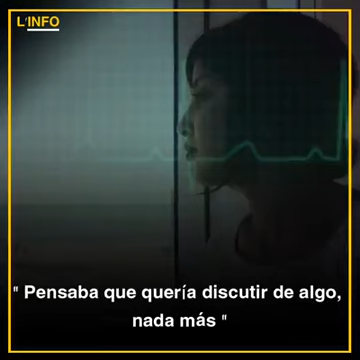 L'INFO
" Pensaba que quería discutir de algo,
nada más "